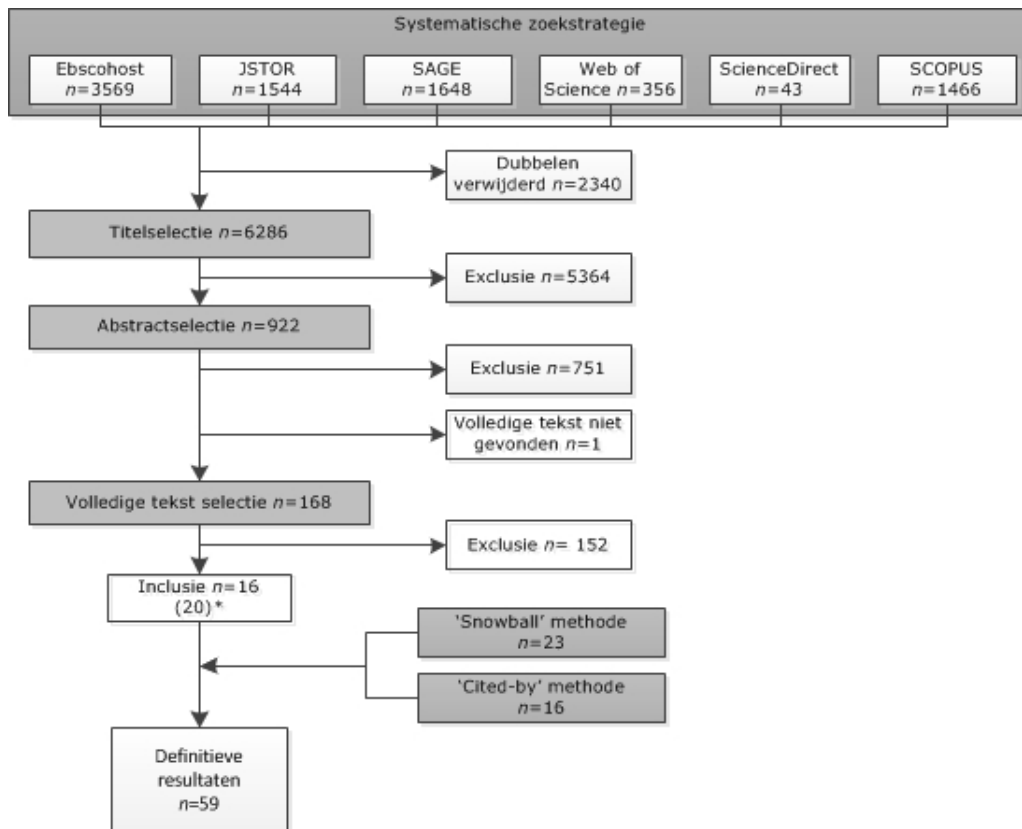 Systematische zoekstrategie
Ebscohost
n=3569
JSTOR
n=1544
SAGE
n=1648
Web of
Science n=356
ScienceDirect
n=43
SCOPUS
n=1466
Dubbelen
verwijderd n=2340
Titelselectie n=6286
Exclusie n=5364
Abstractselectie n=922
Exclusie n=751
Volledige tekst niet
gevonden n=1
Volledige tekst selectie n=168
Exclusie n= 152
Inclusie n=16
(20)*
'Snowball' methode
n=23
'Cited-by' methode
n=16
Definitieve
resultaten
n=59